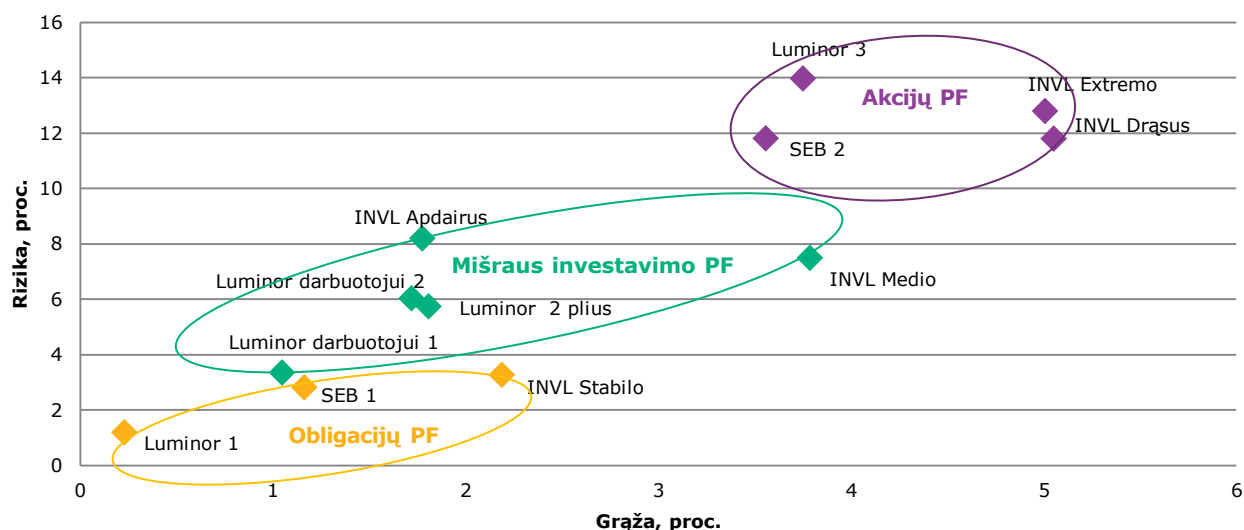 16
14
12
10
8
6
4
2
0
Rizika, proc.
Luminor 3
Akcijų PF
INVL Extremo
INVL Drąsus
SEB 2
INVL Apdairus
Mišraus investavimo PF
Luminor darbuotojui 2
INVL Medio
Luminor 2 plius
Luminor darbuotojui 1
SEB 1
INVL Stabilo
Luminor 1
Obligacijų PF
0 1 2 3 4 5 6
Grąža, proc.